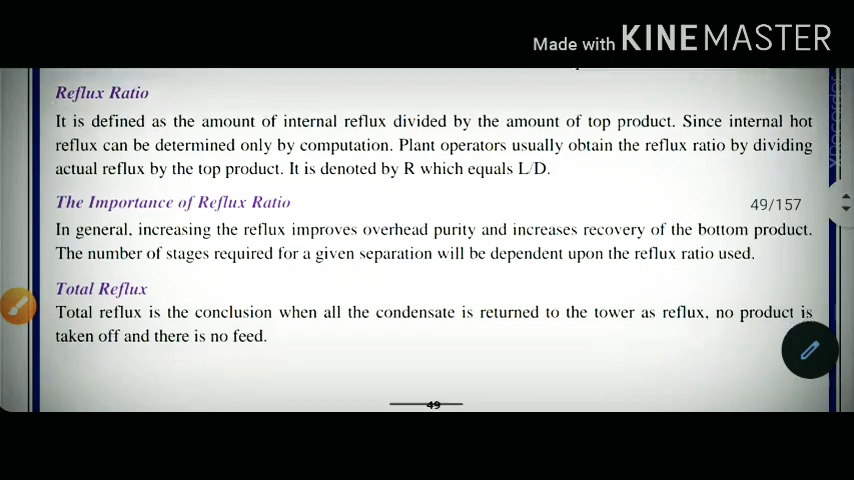 Made with KINEMASTER
Reflux Ratio
It is defined as the amount of internal reflux divided by the amount of top product. Since internal hot
reflux can be determined only by computation. Plant operators usually obtain the reflux ratio by dividing
actual reflux by the top product. It is denoted by R which equals L/D.
The Importance of Reflux Ratio
49/157
In general, increasing the reflux improves overhead purity and increases recovery of the bottom product.
The number of stages required for a given separation will be dependent upon the reflux ratio used.
Total Reflux
Total reflux is the conclusion when all the condensate is returned to the tower as reflux, no product is
taken off and there is no feed.
49
XRecorder